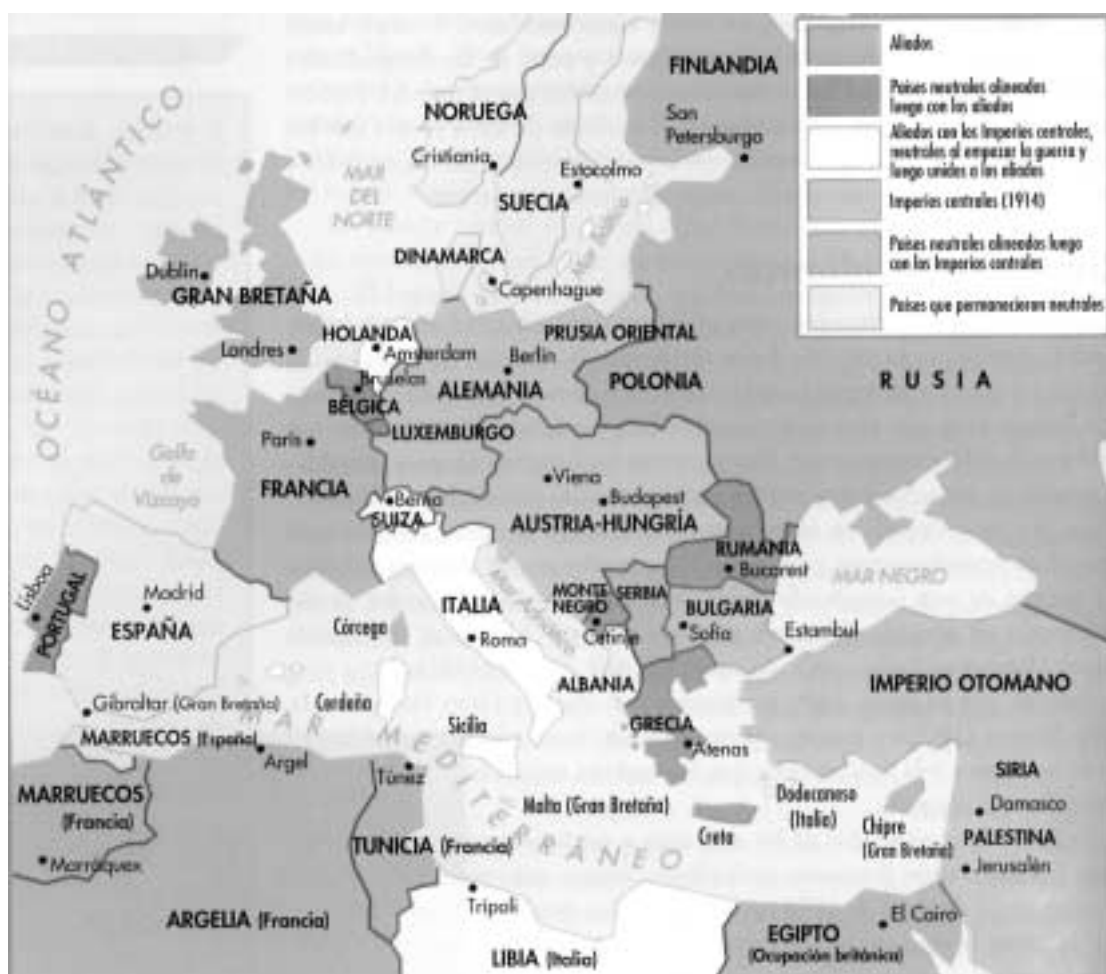 Aliados
Países neutrales alineados
luego con los aliados
Aliados con los Imperios centrales,
neutrales al empezar la guerra y
luego unidos a los aliados
Imperios centrales (1914)
Países neutrales alineados luego
con los Imperios centrales
Países que permanecieron neutrales
OCÉANO ATLÁNTICO
FINLANDIA
San
Petersburgo
NORUEGA
Cristianía
MAR
DEL
NORTE
Estocolmo
SUECIA
DINAMARCA
Copenhague
Dublin
GRAN BRETAÑA
Londres
HOLANDA
Amsterdam
PRUSIA ORIENTAL
Berlín
POLONIA
RUSIA
Bruselas
BÉLGICA
ALEMANIA
LUXEMBURGO
París
Golfo
de
Vizcaya
FRANCIA
Berna
SUIZA
Viena
Budapest
AUSTRIA-HUNGRÍA
RUMANÍA
Bucarest
MAR NEGRO
Lisboa
PORTUGAL
Madrid
ESPAÑA
Córcega
ITALIA
Roma
MONTE
NEGRO
SERBIA
Cetinje
BULGARIA
Sofía
Estambul
ALBANIA
IMPERIO OTOMANO
Gibraltar (Gran Bretaña)
Cerdeña
Sicilia
GRECIA
Atenas
MARRUECOS (España)
Argel
MAR MEDITERRÁNEO
Túnez
MARRUECOS
(Francia)
Marráquex
Malta (Gran Bretaña)
Creta
Dodecaneso
(Italia)
Chipre
(Gran Bretaña)
SIRIA
Damasco
PALESTINA
Jerusalén
TUNICIA (Francia)
Trípoli
ARGELIA (Francia)
LIBIA (Italia)
El Cairo
EGIPTO
(Ocupación británica)